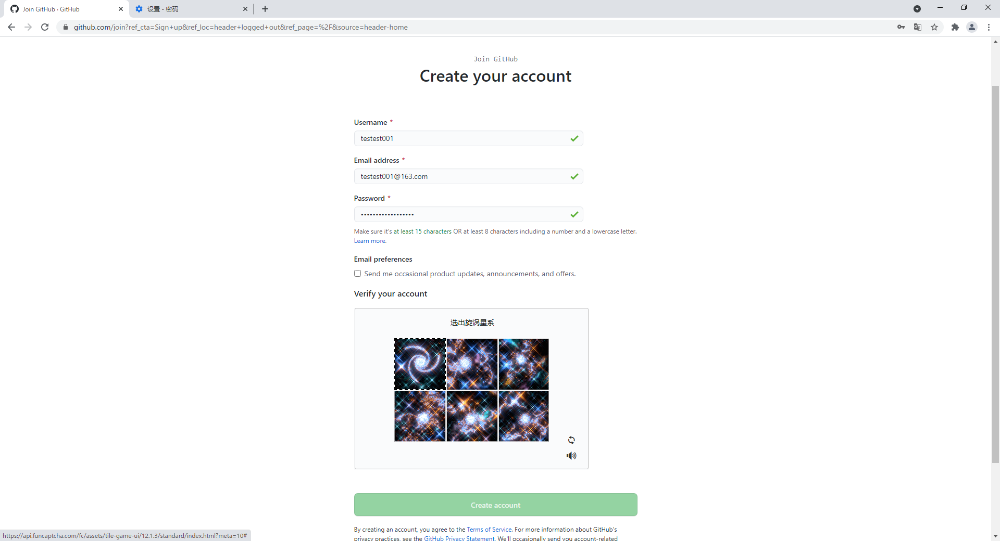 Join GitHub · GitHub
设置 - 密码
github.com/join?ref_cta=Sign+up&ref_loc=header+logged+out&ref_page=%2F&source=header-home
Join GitHub
Create your account
Username *
testest001
Email address *
testest001@163.com
Password *
••••••••••••••••••
Make sure it's at least 15 characters OR at least 8 characters including a number and a lowercase letter.
Learn more.
Email preferences
Send me occasional product updates, announcements, and offers.
Verify your account
选出旋涡星系
Create account
By creating an account, you agree to the Terms of Service. For more information about GitHub's
privacy practices, see the GitHub Privacy Statement. We'll occasionally send you account-related
https://api.funcaptcha.com/fc/assets/tile-game-ui/12.1.3/standard/index.html?meta=10#